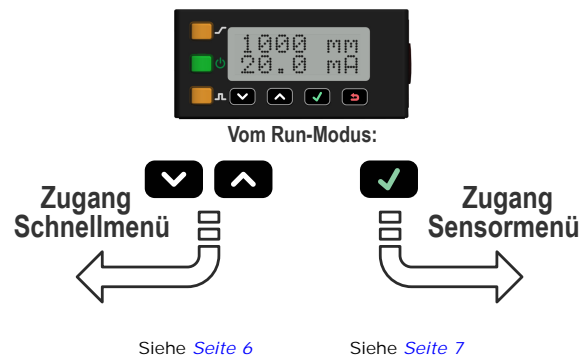 1000 mm
20.0 mA
Vom Run-Modus:
Zugang
Schnellmenü
Zugang
Sensormenü
Siehe Seite 6
Siehe Seite 7